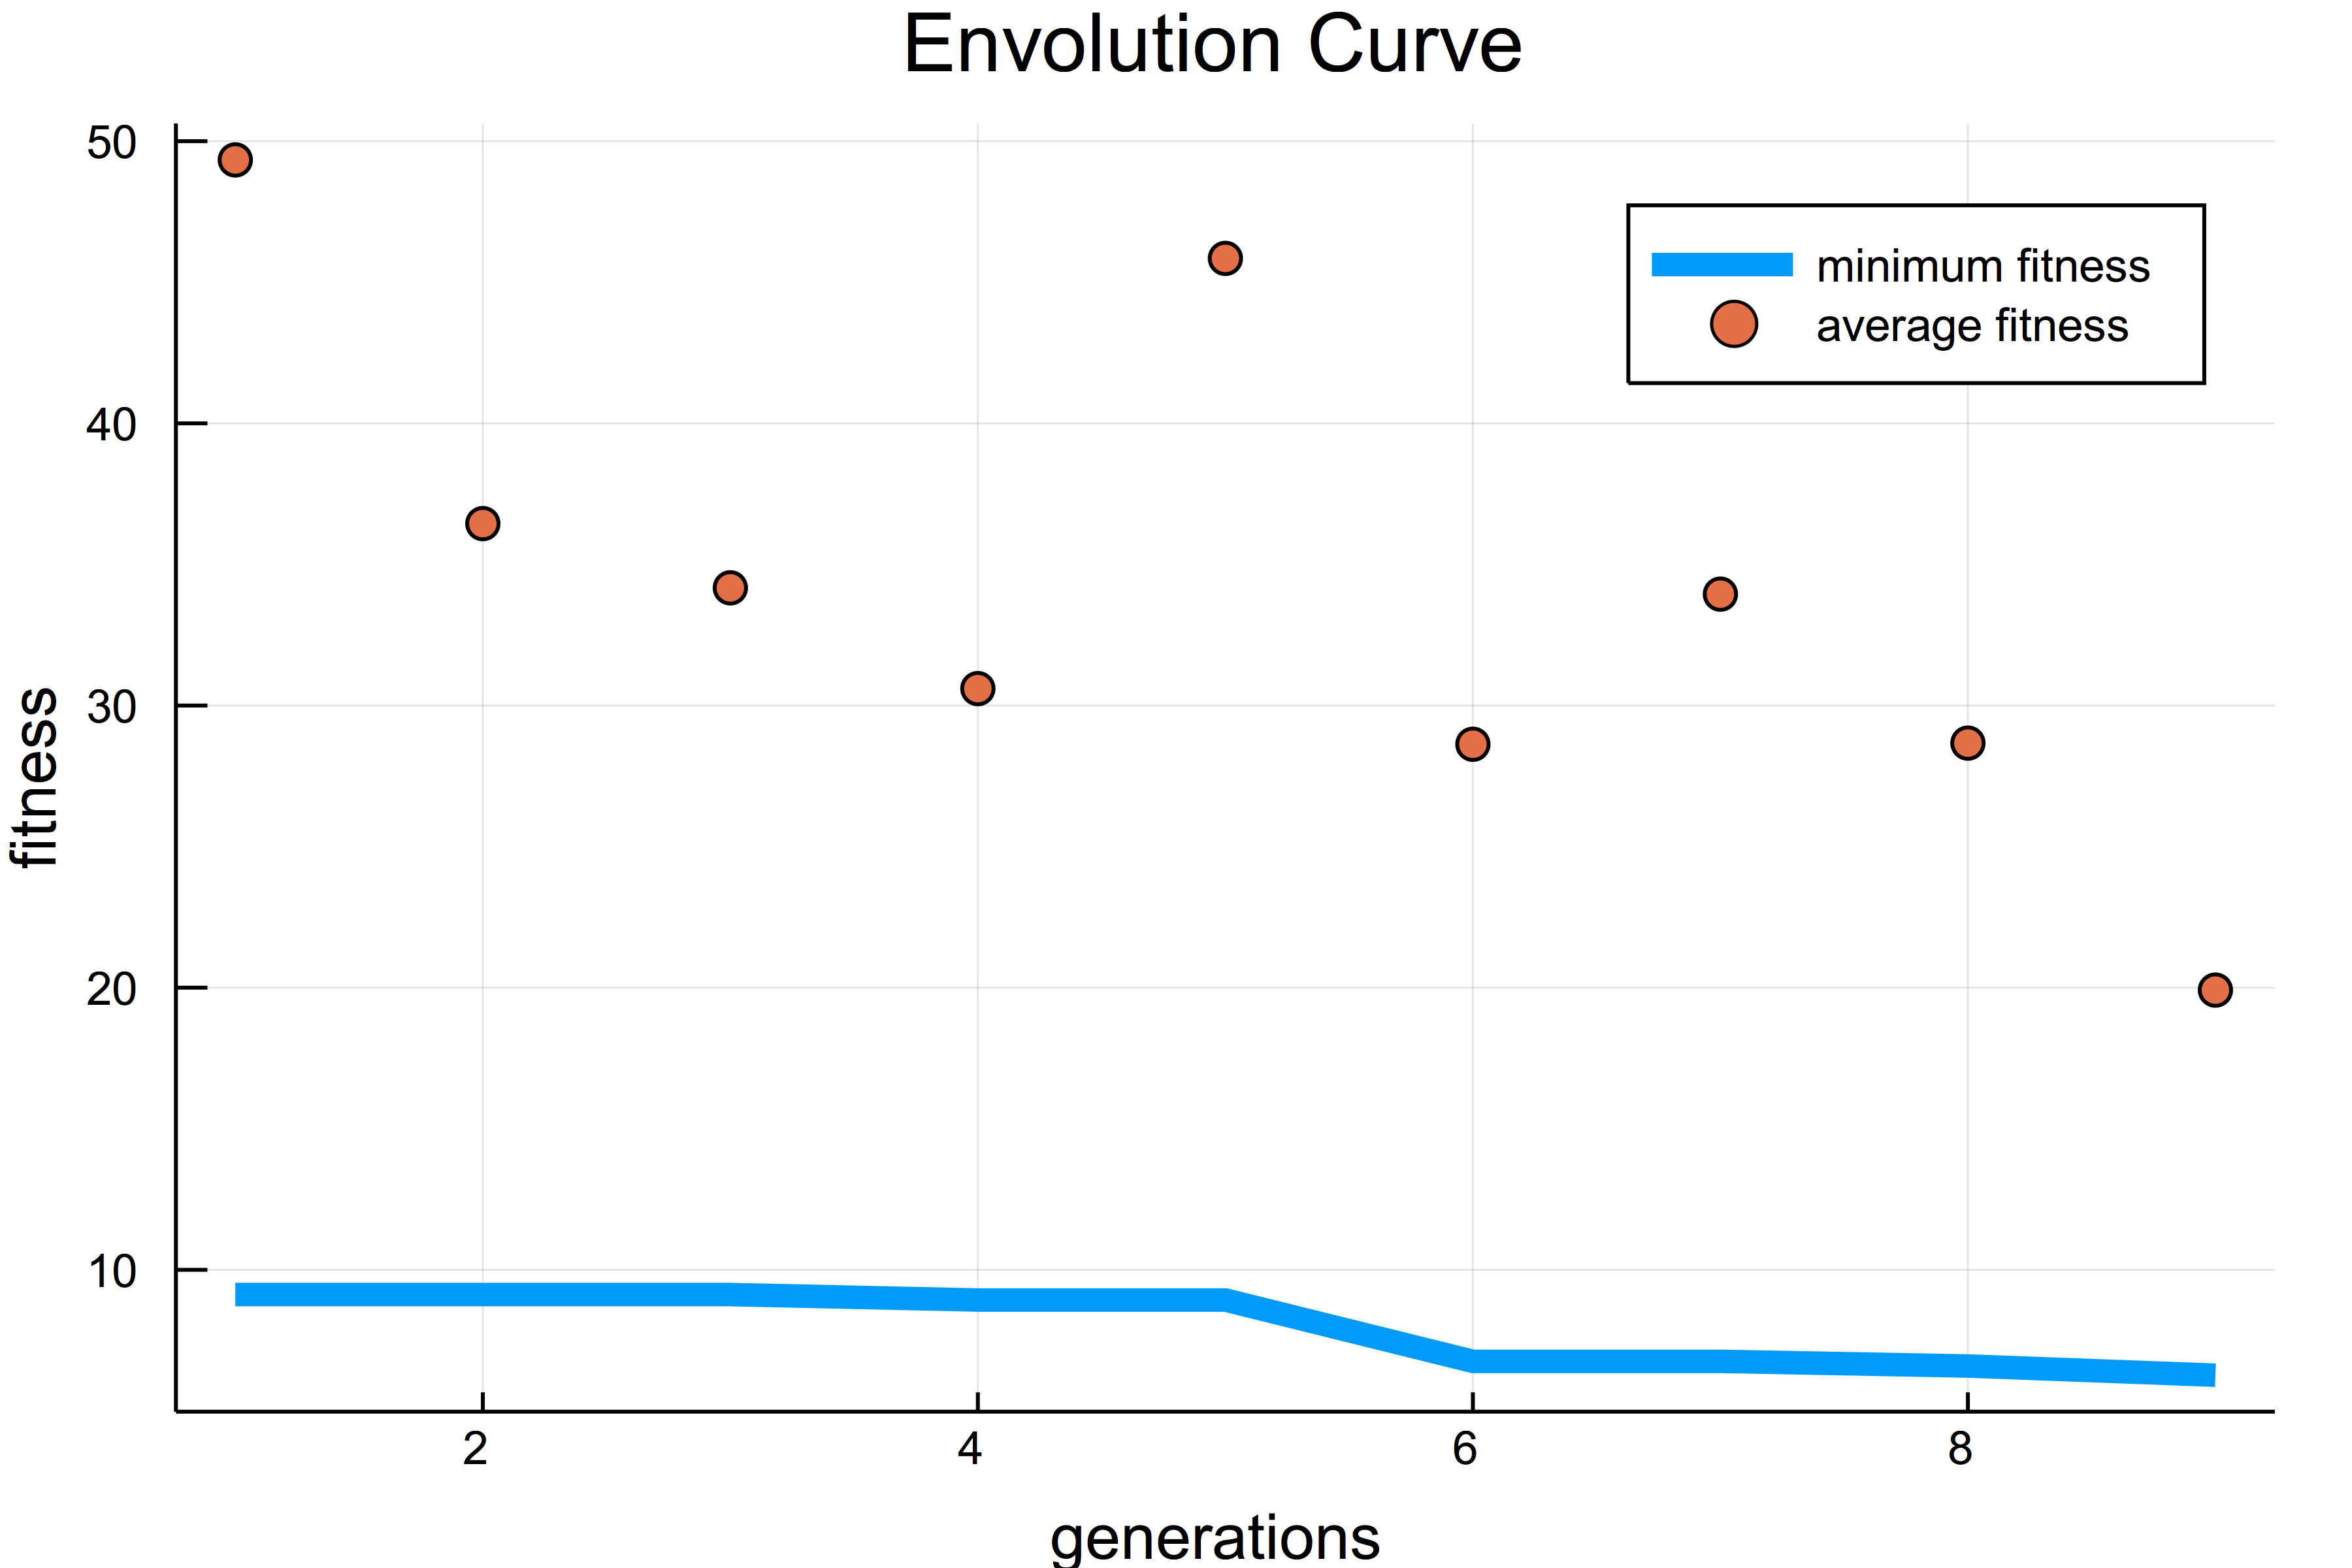 Envolution Curve
50
40
30
20
10
fitness
minimum fitness
average fitness
2 4 6 8
generations